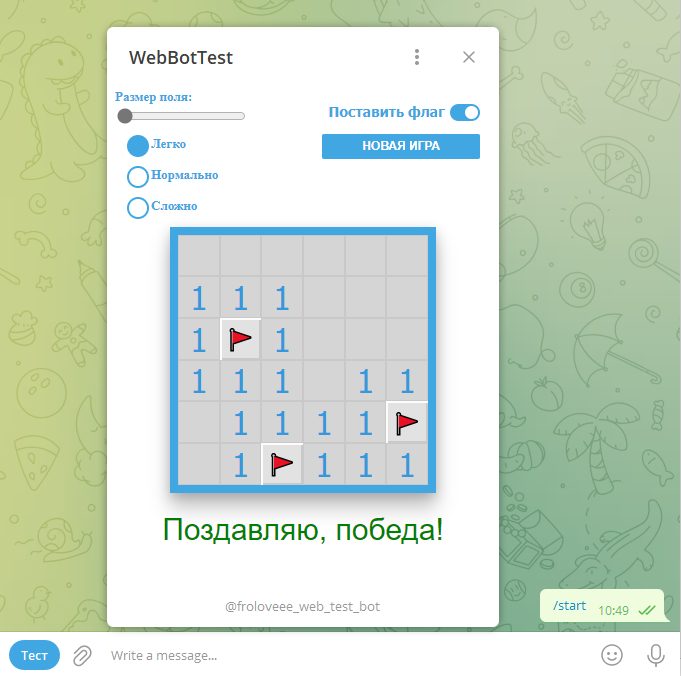 WebBotTest
Размер поля:
Поставить флаг
Легко
НОВАЯ ИГРА
Нормально
Сложно
1 1 1
1 1
1 1 1 1 1
1 1 1 1
1 1 1 1
Поздавляю, победа!
@froloveee_web_test_bot
/start 10:49
Тест Write a message...